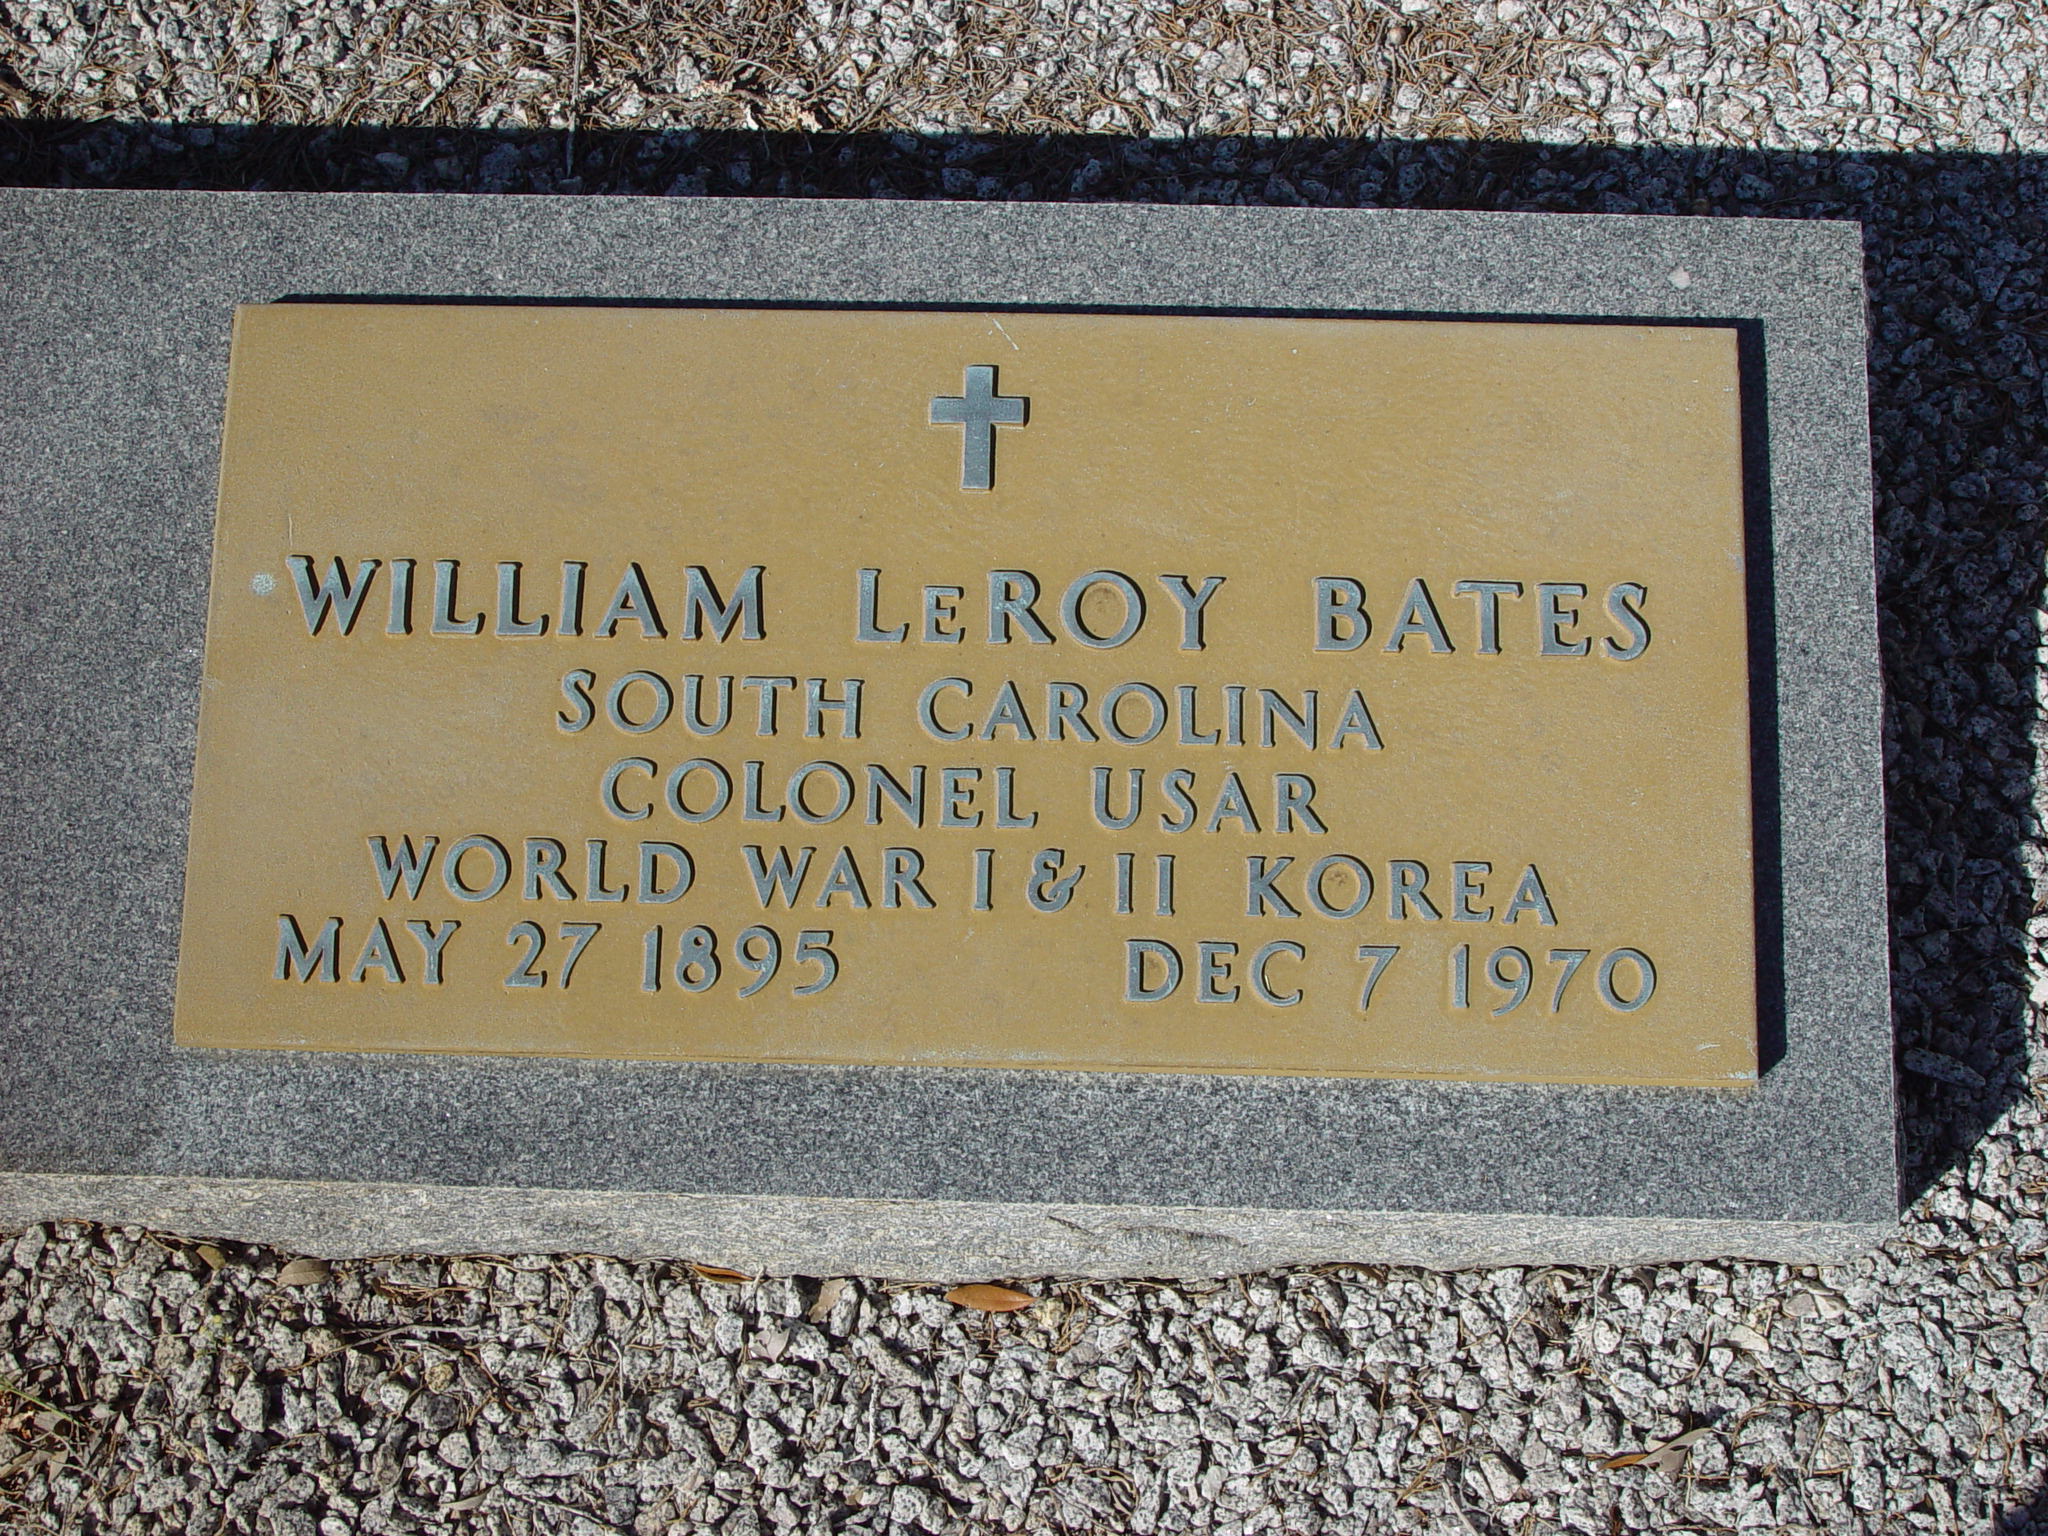 WILLIAM LeROY BATES
SOUTH CAROLINA
COLONEL USAR
WORLD WAR I & II KOREA
MAY 27 1895 DEC 7 1970